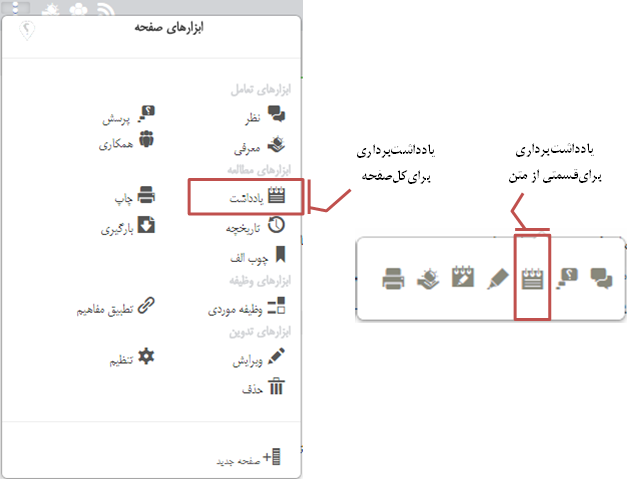 ابزارهای صفحه
ابزارهای تعامل
نظر
پرسش
معرفی
همکاری
ابزارهای مطالعه
یادداشت
چاپ
تاریخچه
بارگیری
چوب الف
ابزارهای وظیفه
وظیفه موردی
تطبیق مفاهیم
ابزارهای تدوین
ویرایش
تنظیم
حذف
صفحه جدید
یادداشت‌برداری
برای‌کل‌صفحه
یادداشت‌برداری
برای‌قسمتی از متن